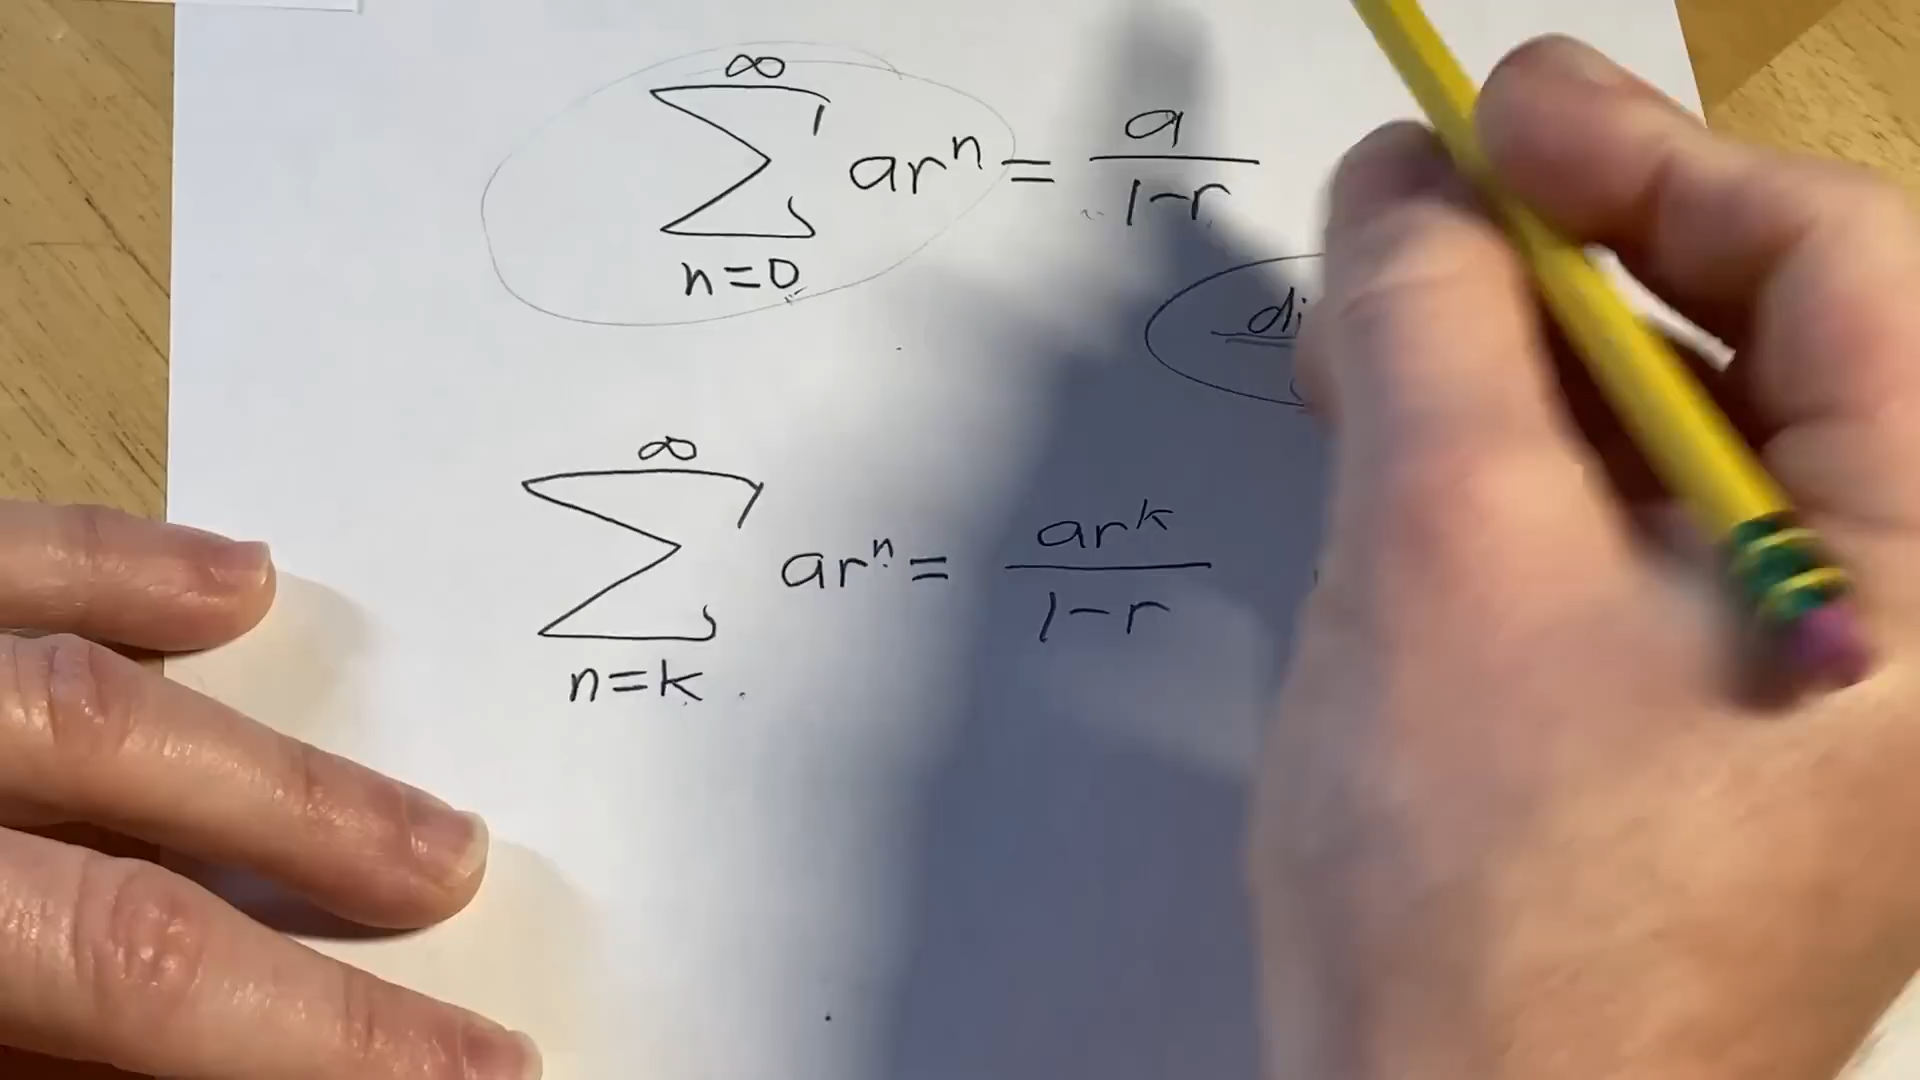 ∞
∑ arⁿ = a / (1-r)
n=0
∞
∑ arⁿ = arᵏ / (1-r)
n=k